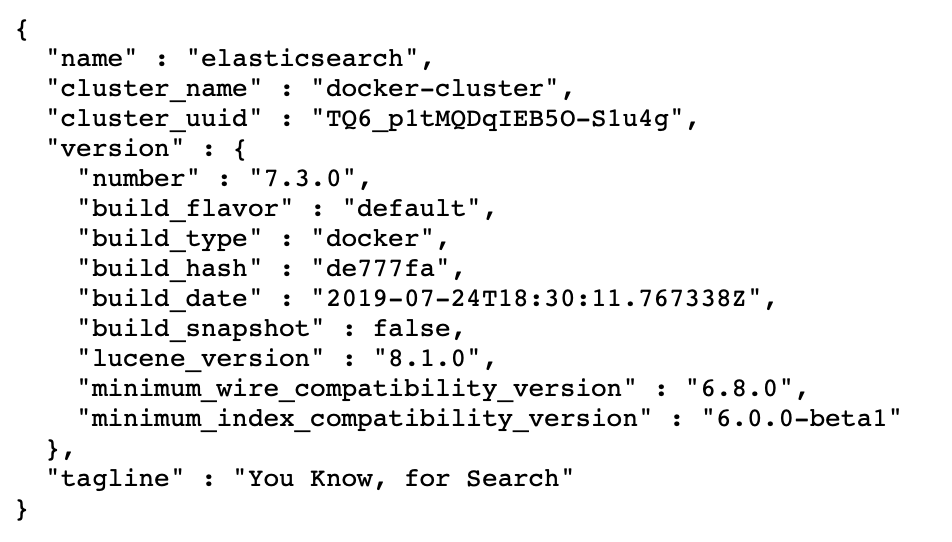 {
  "name" : "elasticsearch",
  "cluster_name" : "docker-cluster",
  "cluster_uuid" : "TQ6_p1tMQDqIEB5O-S1u4g",
  "version" : {
    "number" : "7.3.0",
    "build_flavor" : "default",
    "build_type" : "docker",
    "build_hash" : "de777fa",
    "build_date" : "2019-07-24T18:30:11.767338Z",
    "build_snapshot" : false,
    "lucene_version" : "8.1.0",
    "minimum_wire_compatibility_version" : "6.8.0",
    "minimum_index_compatibility_version" : "6.0.0-beta1"
  },
  "tagline" : "You Know, for Search"
}